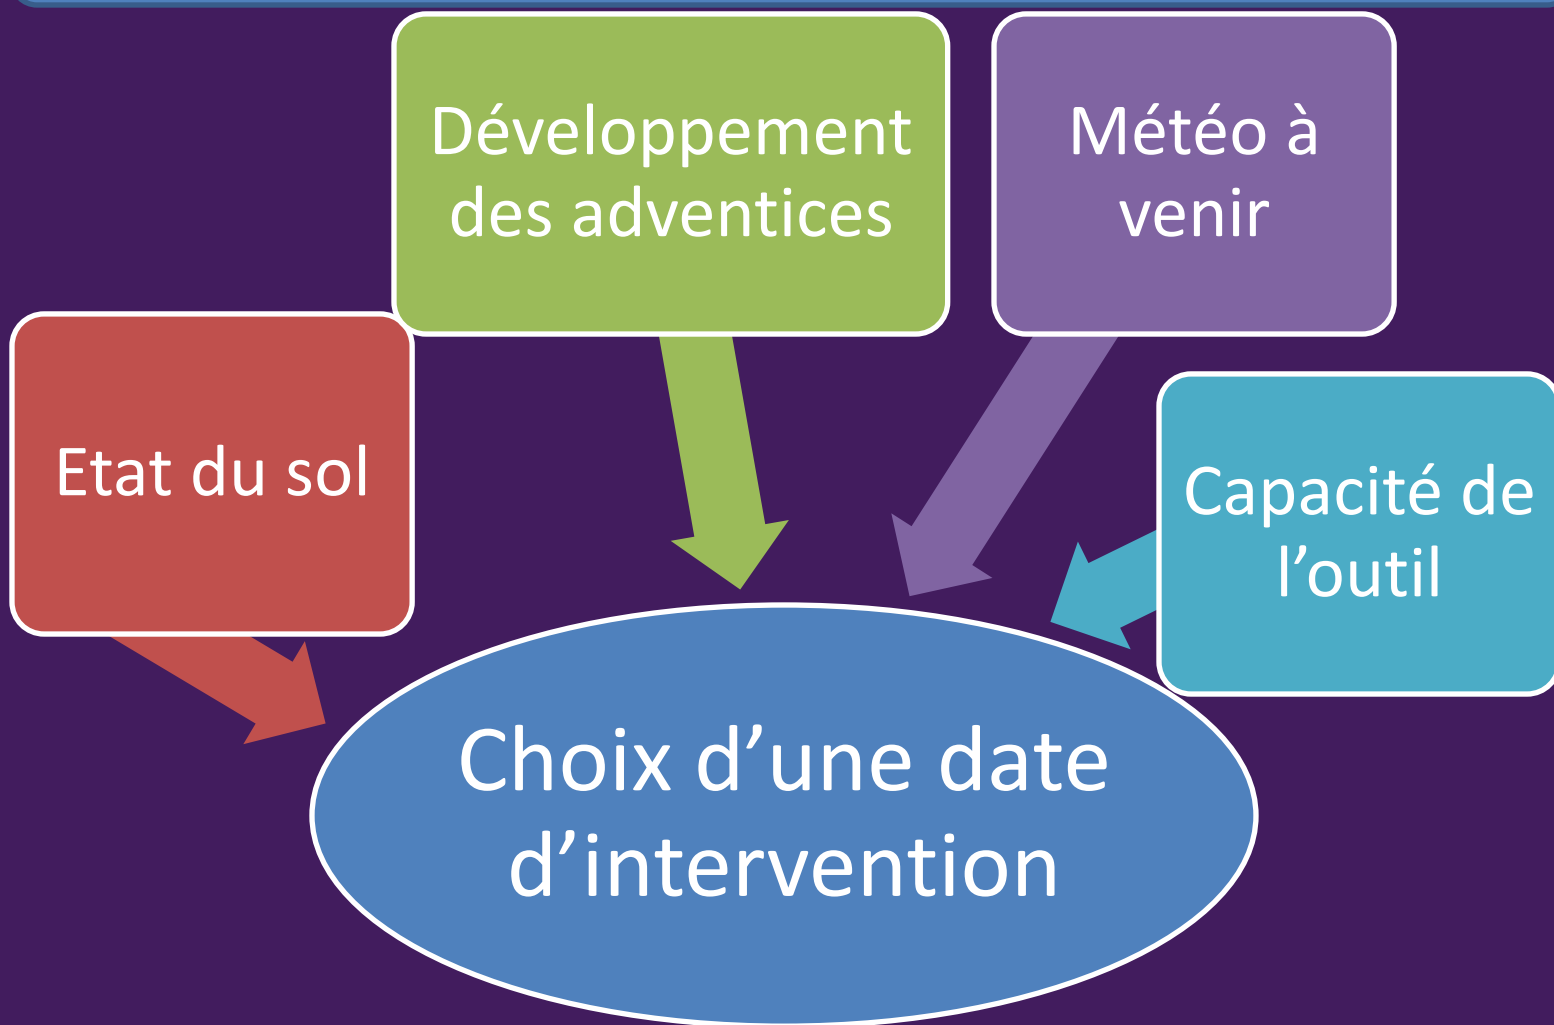 Développement
des adventices
Météo à
venir
Etat du sol
Capacité de
l’outil
Choix d’une date
d’intervention